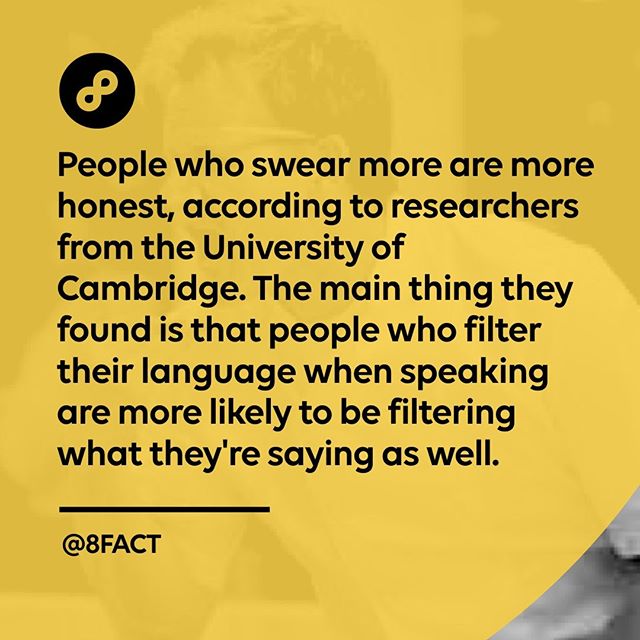 People who swear more are more
honest, according to researchers
from the University of
Cambridge. The main thing they
found is that people who filter
their language when speaking
are more likely to be filtering
what they're saying as well.
@8FACT